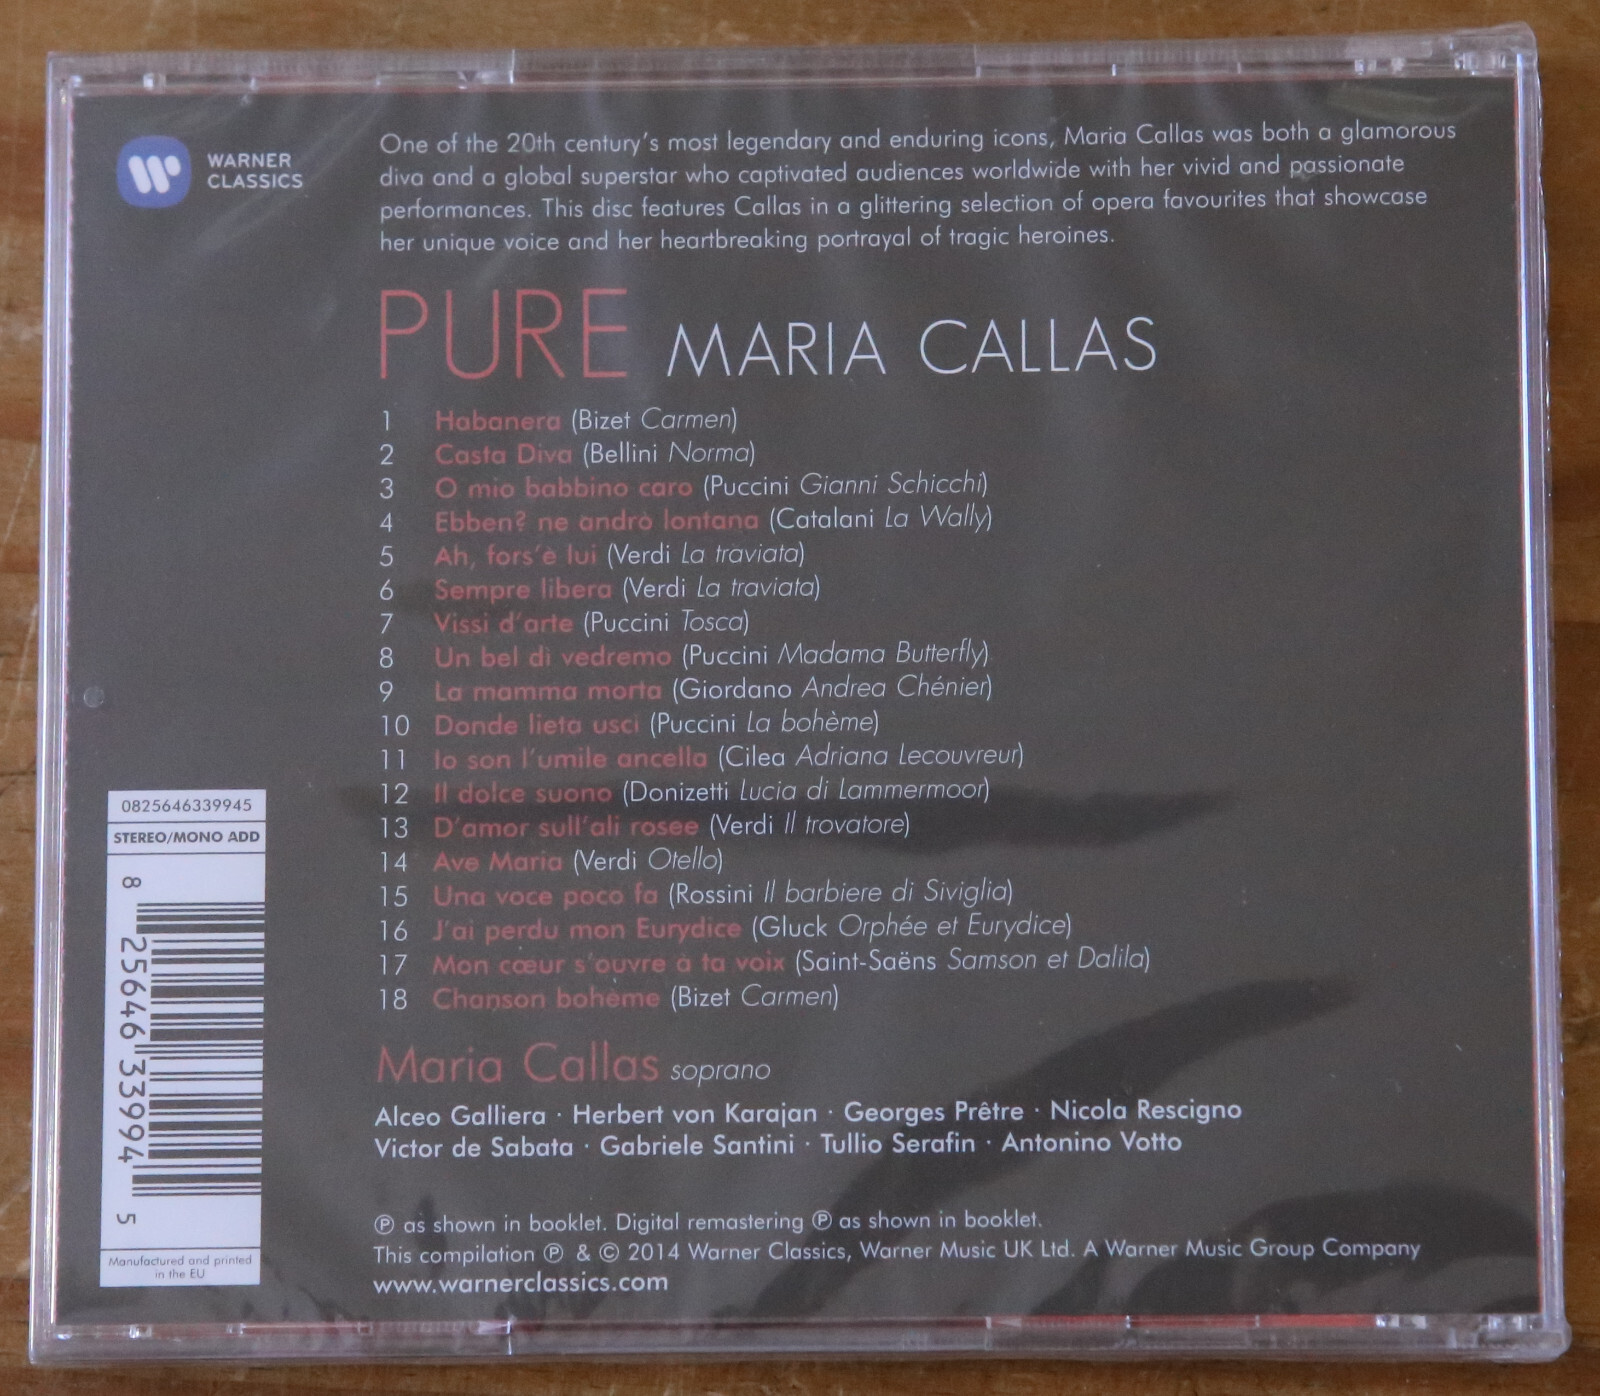 WARNER
CLASSICS
One of the 20th century's most legendary and enduring icons, Maria Callas was both a glamorous
diva and a global superstar who captivated audiences worldwide with her vivid and passionate
performances. This disc features Callas in a glittering selection of opera favourites that showcase
her unique voice and her heartbreaking portrayal of tragic heroines.
PURE MARIA CALLAS
1 Habanera (Bizet Carmen)
2 Casta Diva (Bellini Norma)
3 O mio babbino caro (Puccini Gianni Schicchi)
4 Ebben? ne andrò lontana (Catalani La Wally)
5 Ah, fors'è lui (Verdi La traviata)
6 Sempre libera (Verdi La traviata)
7 Vissi d'arte (Puccini Tosca)
8 Un bel dì vedremo (Puccini Madama Butterfly)
9 La mamma morta (Giordano Andrea Chénier)
10 Donde lieta uscì (Puccini La bohème)
11 Io son l'umile ancella (Cilea Adriana Lecouvreur)
12 Il dolce suono (Donizetti Lucia di Lammermoor)
13 D'amor sull'ali rosee (Verdi Il trovatore)
14 Ave Maria (Verdi Otello)
15 Una voce poco fa (Rossini Il barbiere di Siviglia)
16 J'ai perdu mon Eurydice (Gluck Orphée et Eurydice)
17 Mon cœur s'ouvre à ta voix (Saint-Saëns Samson et Dalila)
18 Chanson bohème (Bizet Carmen)
Maria Callas soprano
Alceo Galliera · Herbert von Karajan · Georges Prêtre · Nicola Rescigno
Victor de Sabata · Gabriele Santini · Tullio Serafin · Antonino Votto
℗ as shown in booklet. Digital remastering ℗ as shown in booklet.
This compilation ℗ & © 2014 Warner Classics, Warner Music UK Ltd. A Warner Music Group Company
www.warnerclassics.com
0825646339945
STEREO/MONO ADD
8 25646 33994 5
Manufactured and printed
in the EU